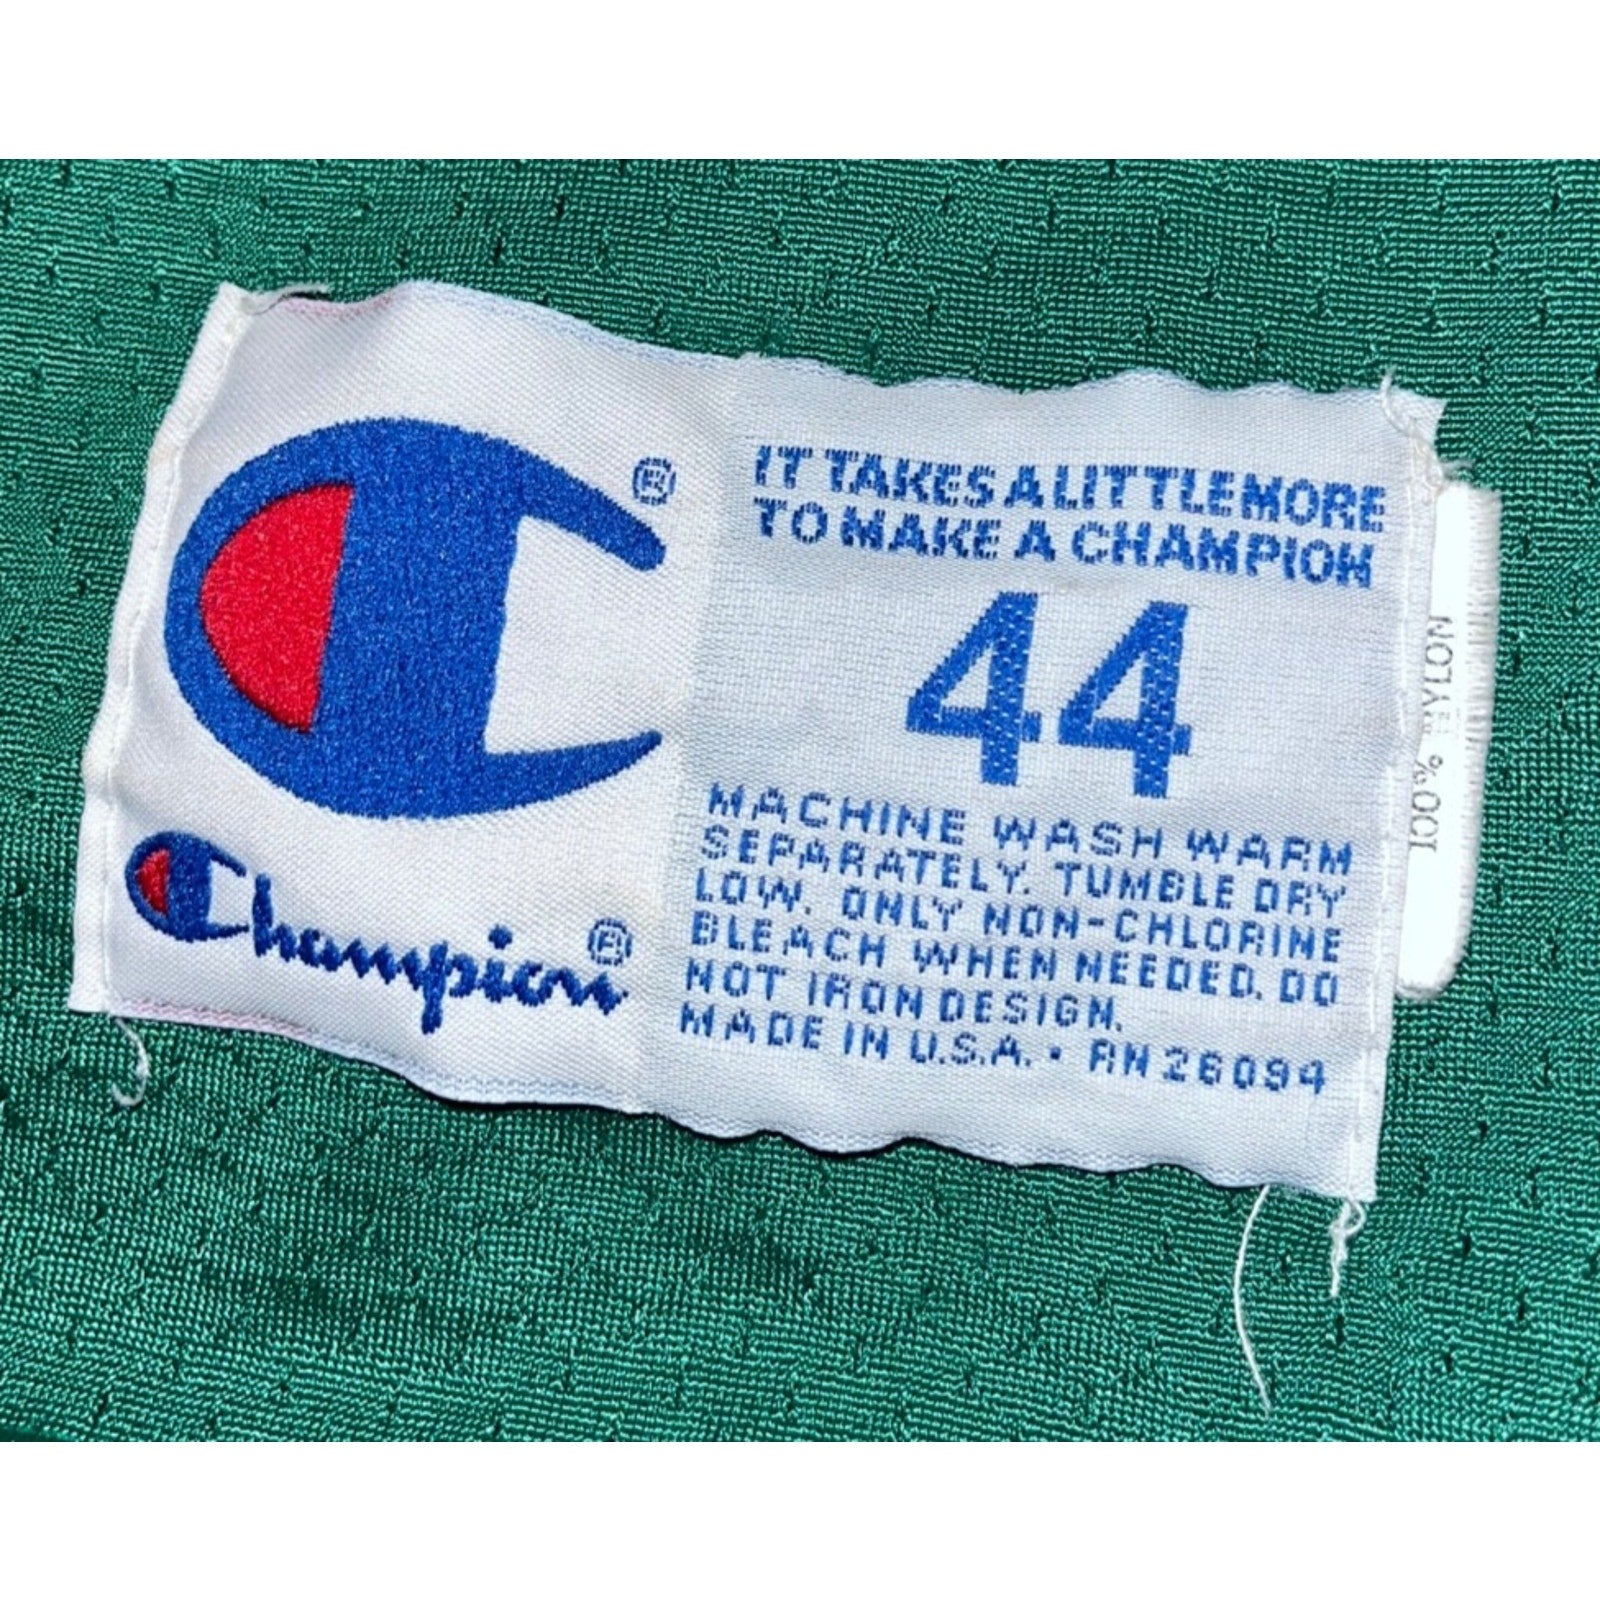 ®
Champion®
IT TAKES A LITTLE MORE
TO MAKE A CHAMPION
44
MACHINE WASH WARM
SEPARATELY. TUMBLE DRY
LOW. ONLY NON-CHLORINE
BLEACH WHEN NEEDED. DO
NOT IRON DESIGN.
MADE IN U.S.A. • RN 26094
100% NYLON